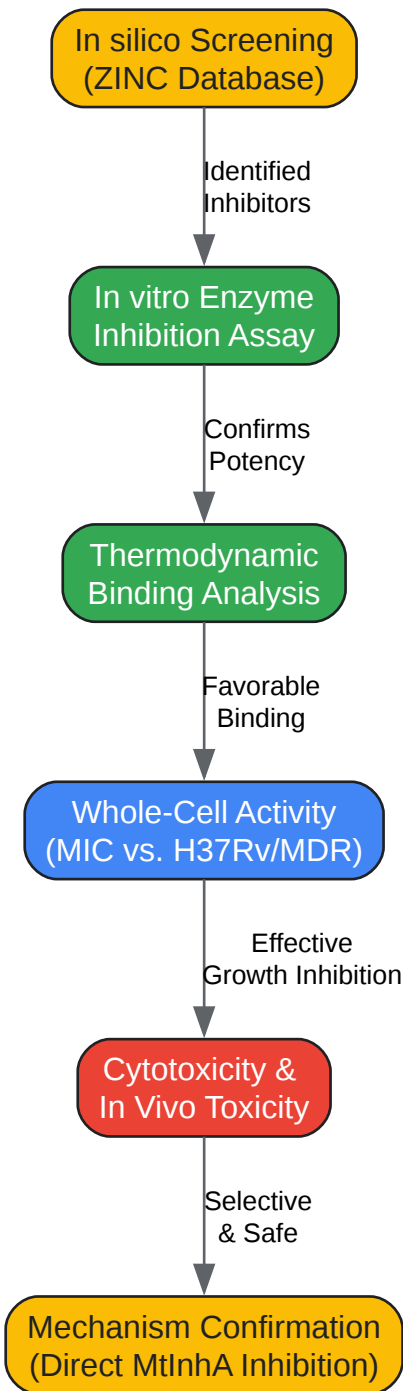 In silico Screening
(ZINC Database)
Identified
Inhibitors
In vitro Enzyme
Inhibition Assay
Confirms
Potency
Thermodynamic
Binding Analysis
Favorable
Binding
Whole-Cell Activity
(MIC vs. H37Rv/MDR)
Effective
Growth Inhibition
Cytotoxicity &
In Vivo Toxicity
Selective
& Safe
Mechanism Confirmation
(Direct MtInhA Inhibition)